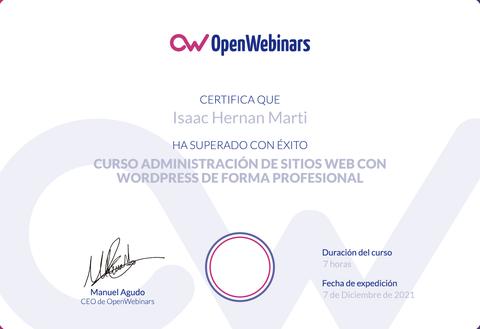 OpenWebinars
CERTIFICA QUE
Isaac Hernan Marti
HA SUPERADO CON ÉXITO
CURSO ADMINISTRACIÓN DE SITIOS WEB CON
WORDPRESS DE FORMA PROFESIONAL
Manuel Agudo
CEO de OpenWebinars
Duración del curso
7 horas
Fecha de expedición
7 de Diciembre de 2021